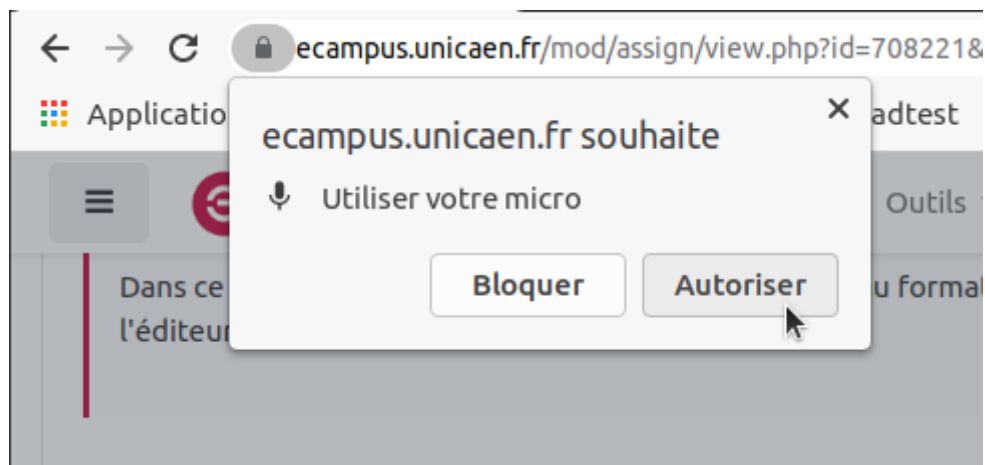 ecampus.unicaen.fr/mod/assign/view.php?id=708221&
Applicatio
adtest
ecampus.unicaen.fr souhaite
Utiliser votre micro
Outils
Bloquer Autoriser
Dans ce u format
l'éditeur